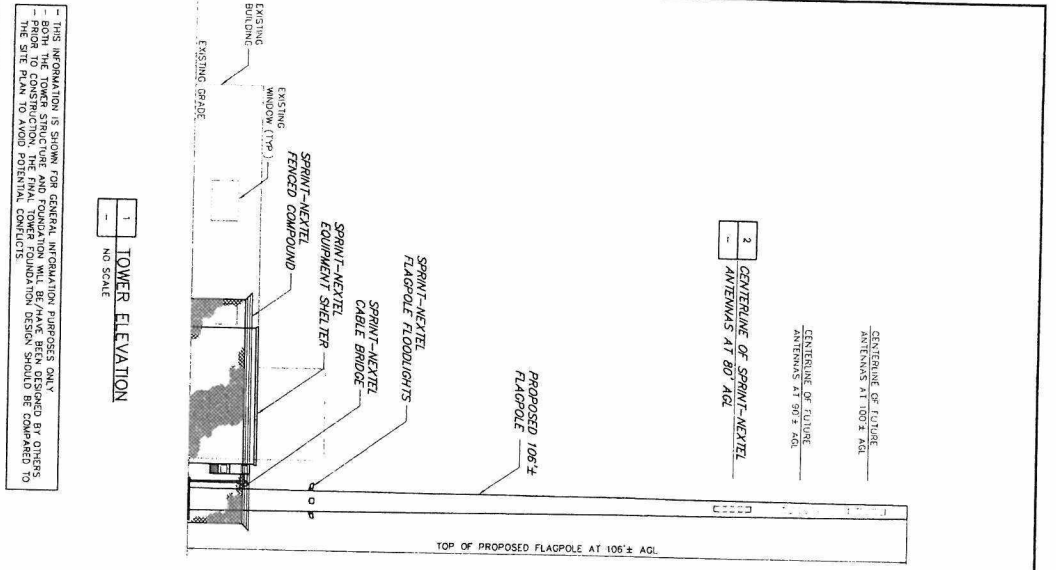 CENTERLINE OF FUTURE
ANTENNAS AT 100'± AGL
CENTERLINE OF FUTURE
ANTENNAS AT 90'± AGL
2
-
CENTERLINE OF SPRINT-NEXTEL
ANTENNAS AT 80' AGL
PROPOSED 106'±
FLAGPOLE
SPRINT-NEXTEL
FLAGPOLE FLOODLIGHTS
SPRINT-NEXTEL
CABLE BRIDGE
SPRINT-NEXTEL
EQUIPMENT SHELTER
SPRINT-NEXTEL
FENCED COMPOUND
EXISTING
WINDOW (TYP.)
EXISTING
BUILDING
EXISTING GRADE
TOP OF PROPOSED FLAGPOLE AT 106'± AGL
1
-
TOWER ELEVATION
NO SCALE
- THIS INFORMATION IS SHOWN FOR GENERAL INFORMATION PURPOSES ONLY
- BOTH THE TOWER STRUCTURE AND FOUNDATION WILL BE/HAVE BEEN DESIGNED BY OTHERS
- PRIOR TO CONSTRUCTION, THE FINAL TOWER FOUNDATION DESIGN SHOULD BE COMPARED TO
THE SITE PLAN TO AVOID POTENTIAL CONFLICTS.